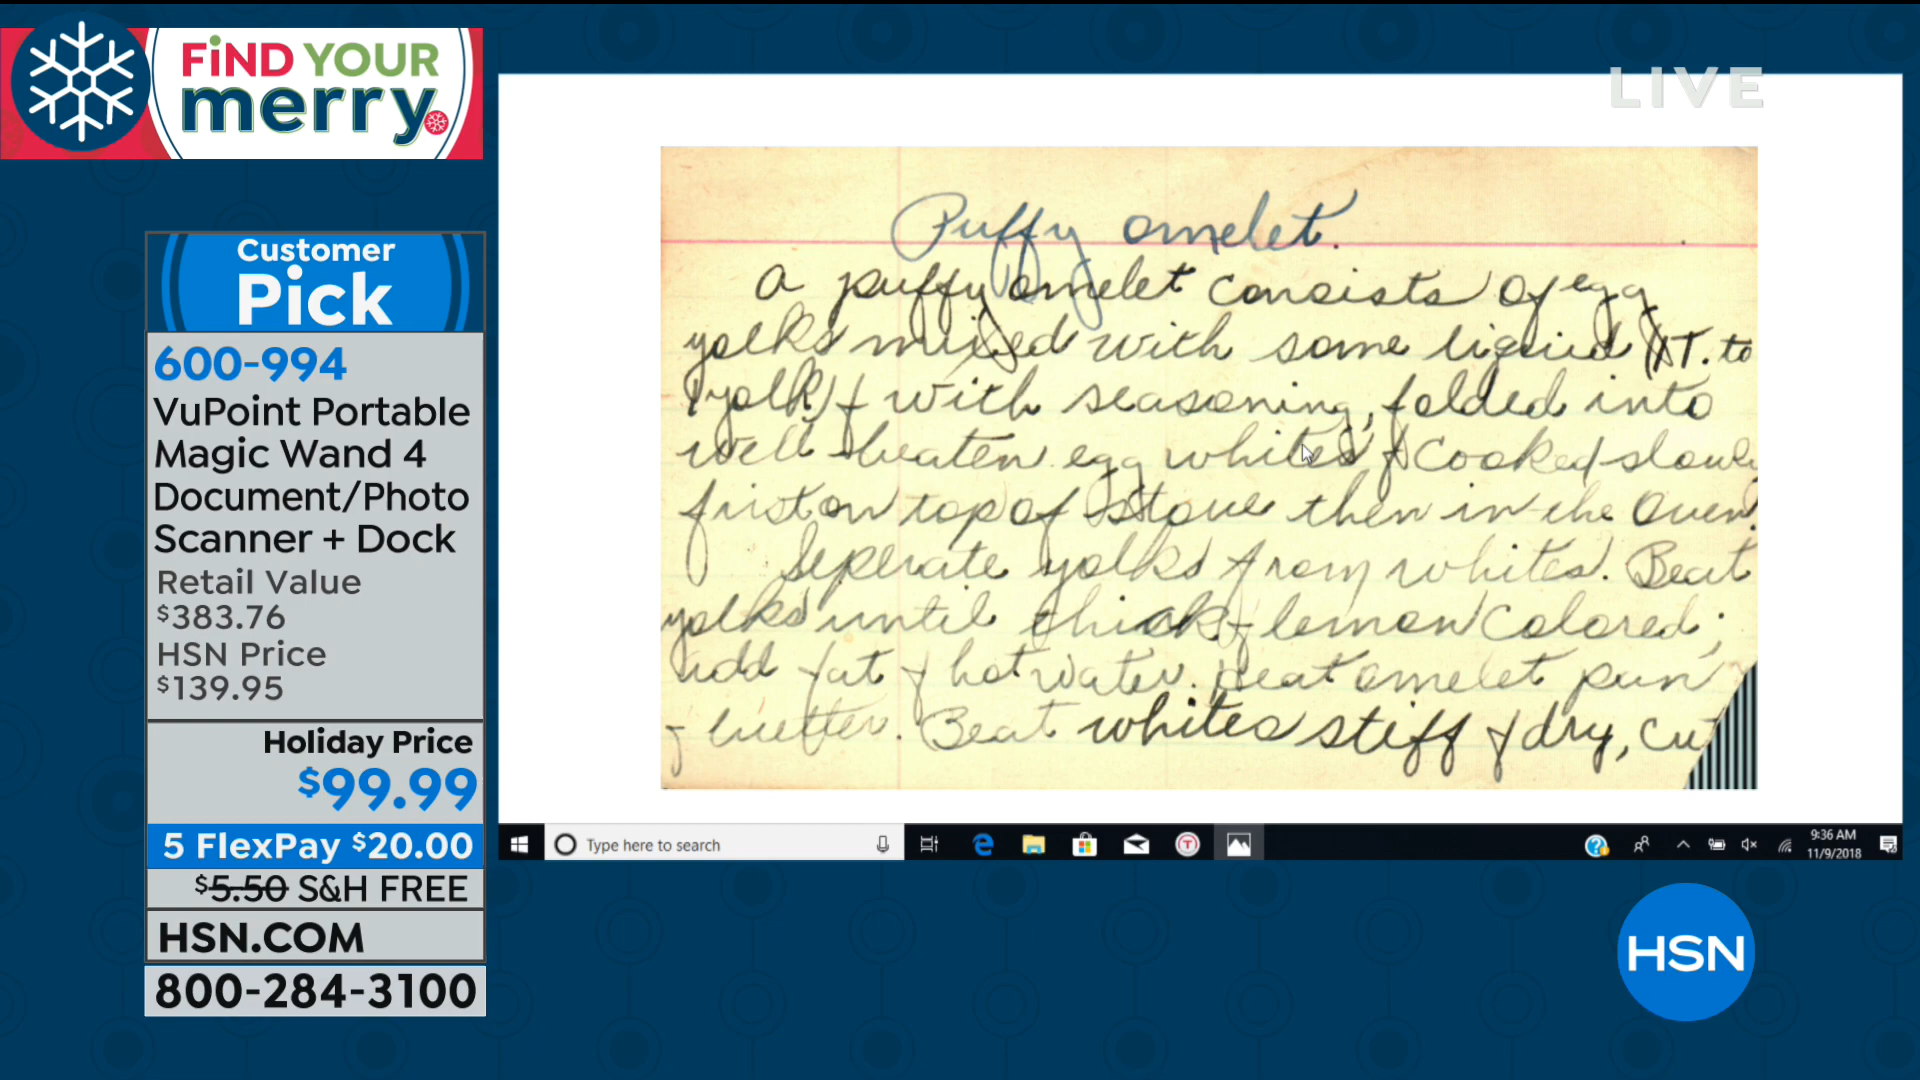 FiND YOUR
merry
LIVE
Customer
Pick
600-994
VuPoint Portable
Magic Wand 4
Document/Photo
Scanner + Dock
Retail Value
$383.76
HSN Price
$139.95
Holiday Price
$99.99
5 FlexPay $20.00
$5.50 S&H FREE
HSN.COM
800-284-3100
Puffy omelet.
A puffy omelet consists of egg
yolks mixed with some liquid (1T. to
1 yolk) & with seasoning, folded into
well beaten egg whites & cooked slowly
first on top of stove then in the oven.
Seperate yolks from whites. Beat
yolks until thick & lemon colored;
add fat & hot water. Heat omelet pan
& butter. Beat whites stiff & dry, cut
Type here to search
9:36 AM
11/9/2018
HSN